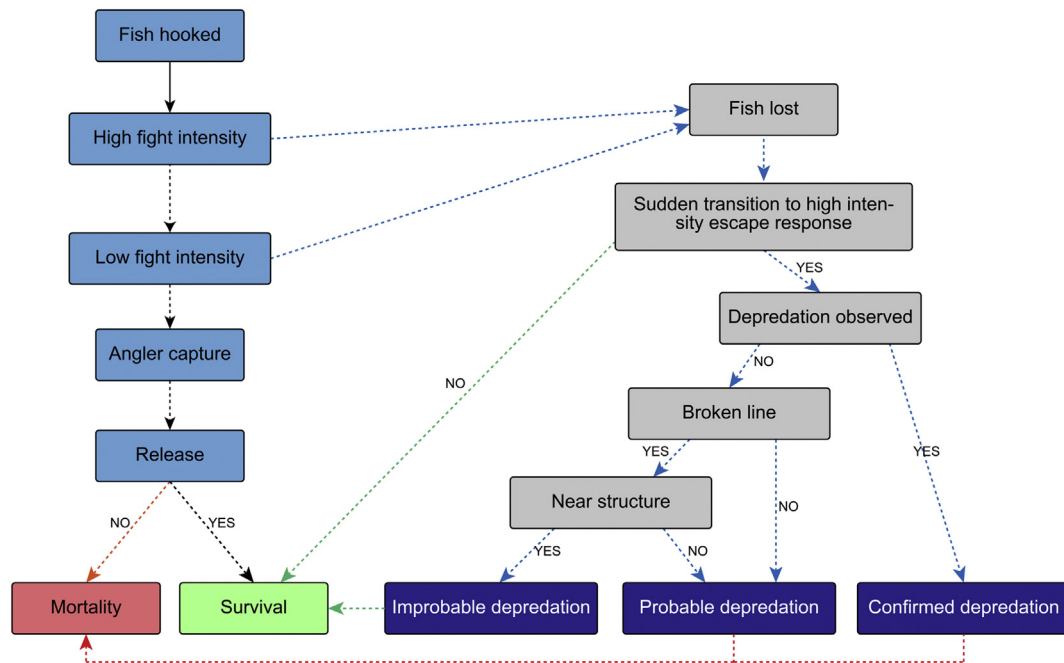 Fish hooked
High fight intensity
Low fight intensity
Angler capture
Release
NO
YES
Mortality
Survival
Fish lost
Sudden transition to high inten-
sity escape response
NO
YES
Depredation observed
NO
YES
Broken line
YES
NO
Near structure
YES
NO
Improbable depredation
Probable depredation
Confirmed depredation